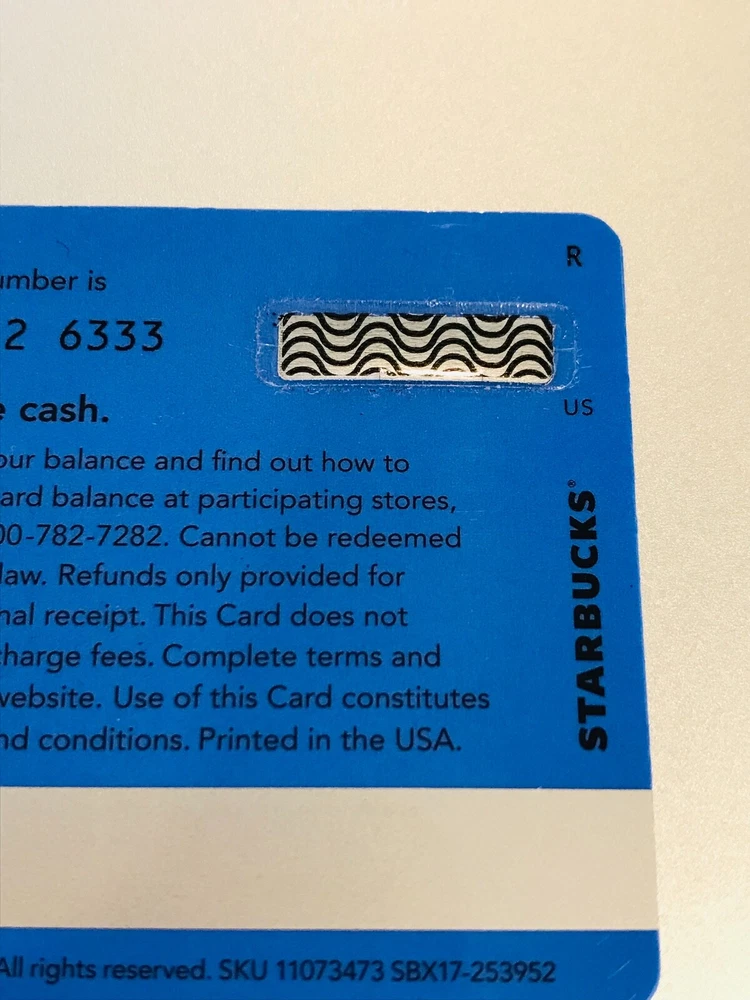 R
umber is
2 6333
US
e cash.
our balance and find out how to
ard balance at participating stores,
00-782-7282. Cannot be redeemed
law. Refunds only provided for
nal receipt. This Card does not
charge fees. Complete terms and
website. Use of this Card constitutes
nd conditions. Printed in the USA.
STARBUCKS®
All rights reserved. SKU 11073473 SBX17-253952